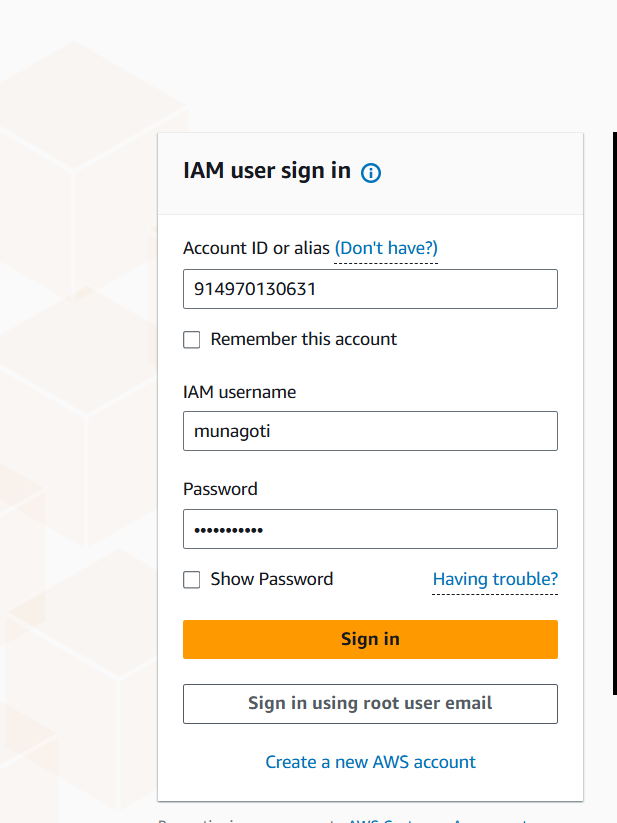 IAM user sign in
Account ID or alias (Don't have?)
914970130631
Remember this account
IAM username
munagoti
Password
•••••••••••
Show Password Having trouble?
Sign in
Sign in using root user email
Create a new AWS account